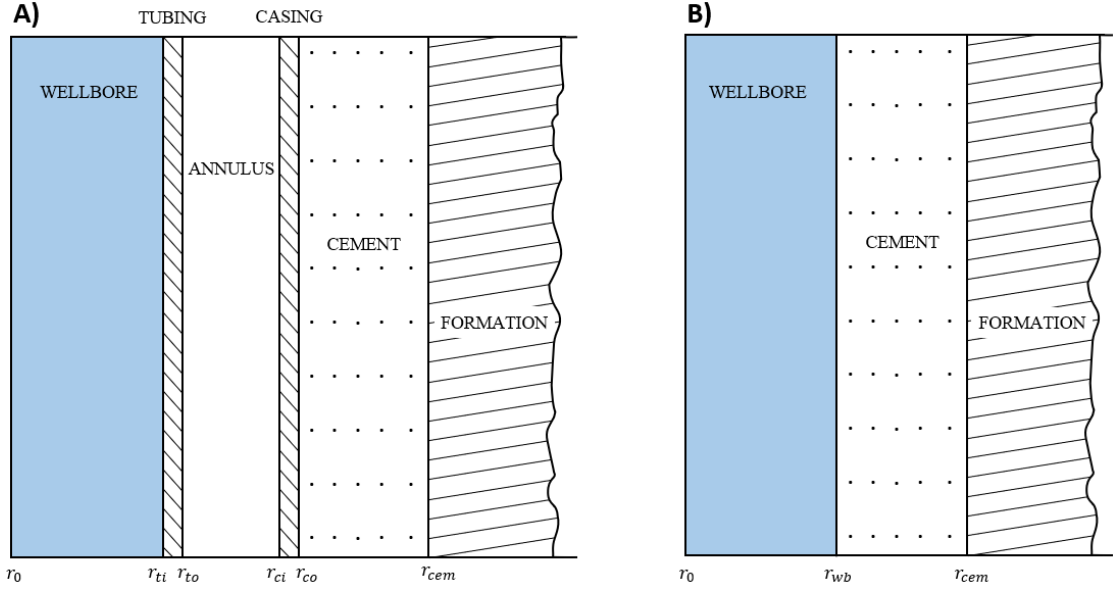 A)
TUBING CASING
WELLBORE
ANNULUS
CEMENT
FORMATION
r0 rti rto rci rco rcem
B)
WELLBORE
CEMENT
FORMATION
r0 rwb rcem